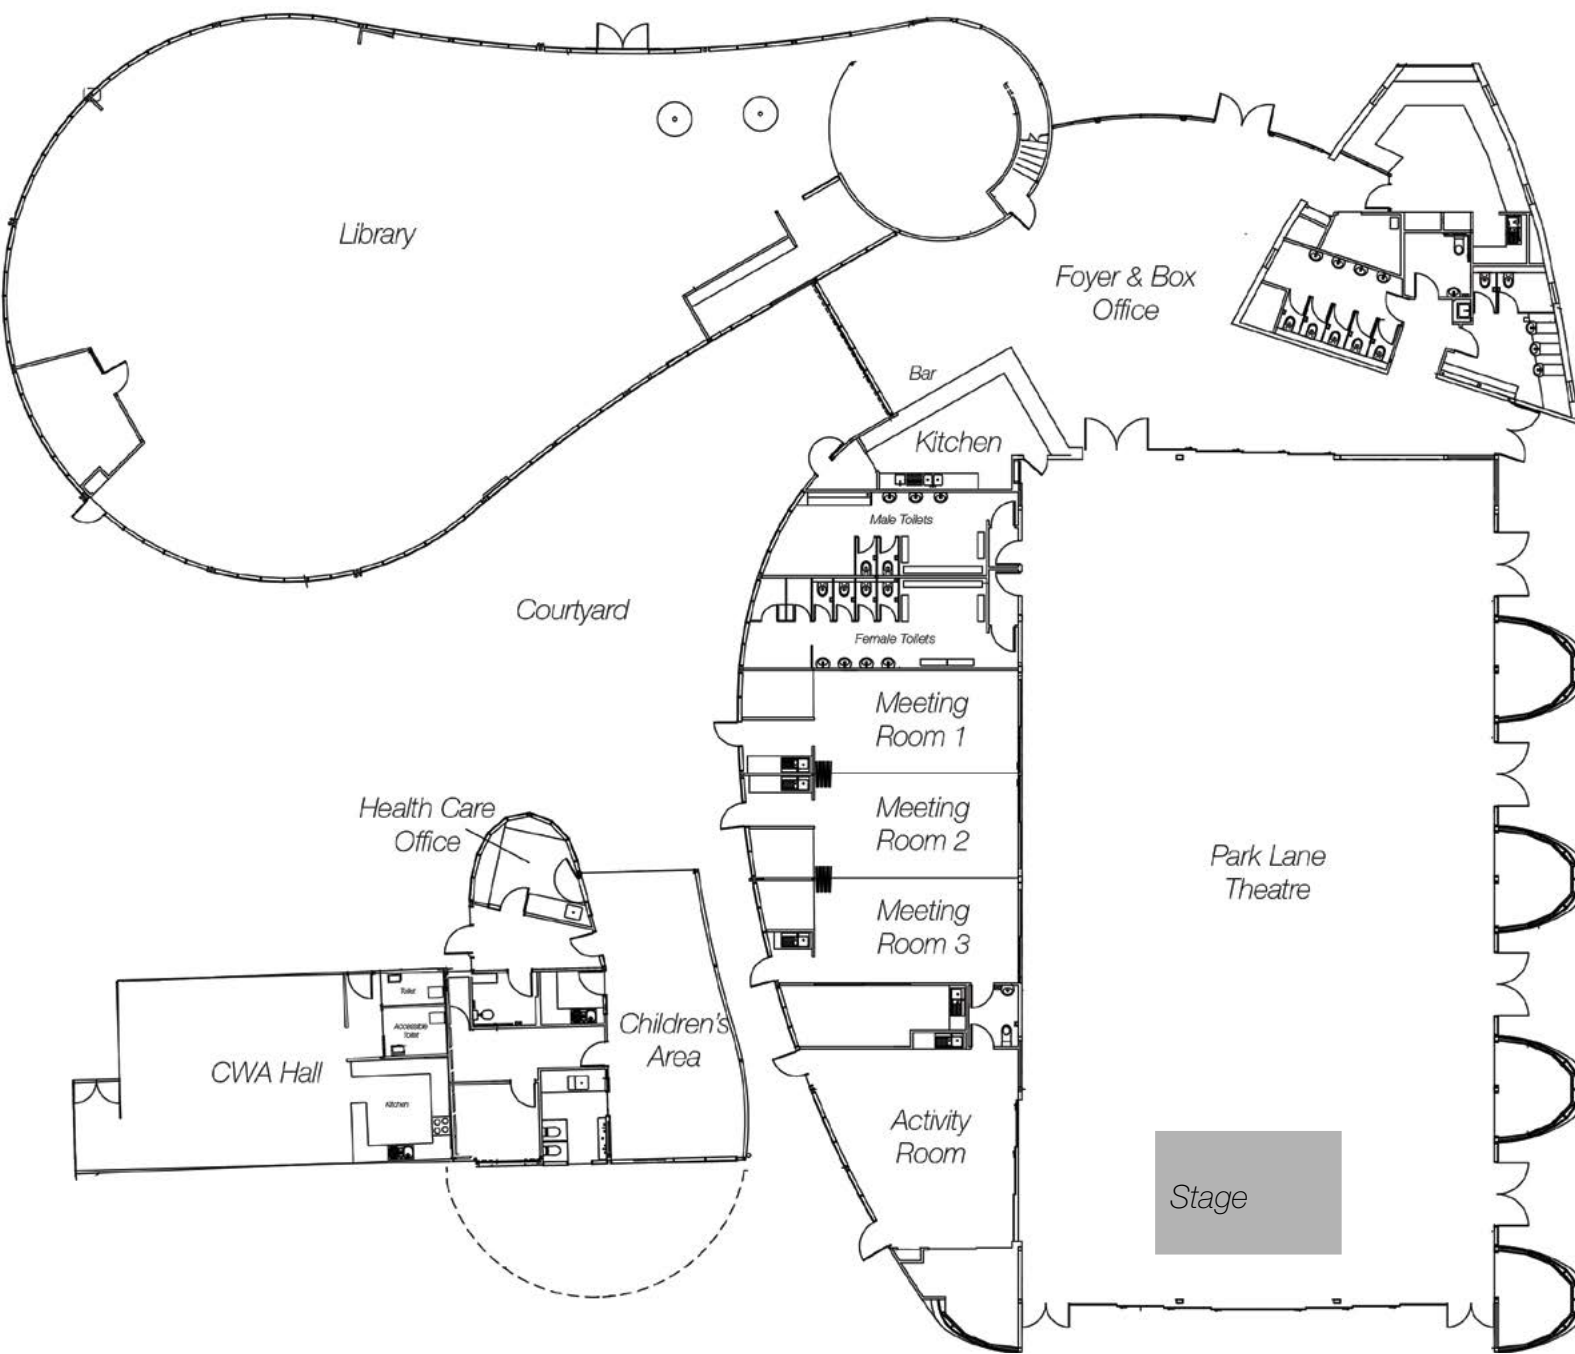 Library
Foyer & Box
Office
Bar
Kitchen
Male Toilets
Courtyard
Female Toilets
Meeting
Room 1
Health Care
Office
Meeting
Room 2
Park Lane
Theatre
Meeting
Room 3
Toilet
Accessible
Toilet
Children's
Area
CWA Hall
Kitchen
Activity
Room
Stage